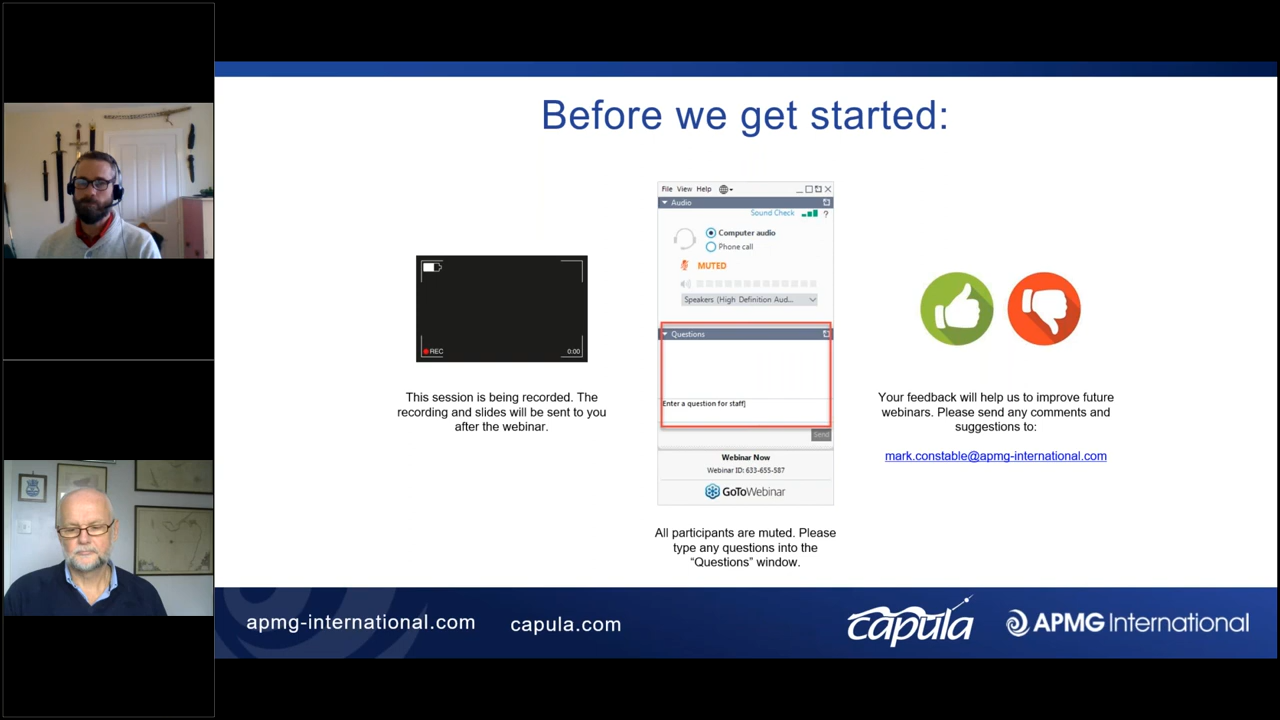 Before we get started:
REC
0:00
This session is being recorded. The
recording and slides will be sent to you
after the webinar.
File View Help
Audio
Sound Check
?
Computer audio
Phone call
MUTED
Speakers (High Definition Aud...
Questions
Enter a question for staff
Send
Webinar Now
Webinar ID: 633-655-587
GoToWebinar
All participants are muted. Please
type any questions into the
“Questions” window.
Your feedback will help us to improve future
webinars. Please send any comments and
suggestions to:
mark.constable@apmg-international.com
apmg-international.com
capula.com
capula
APMG International